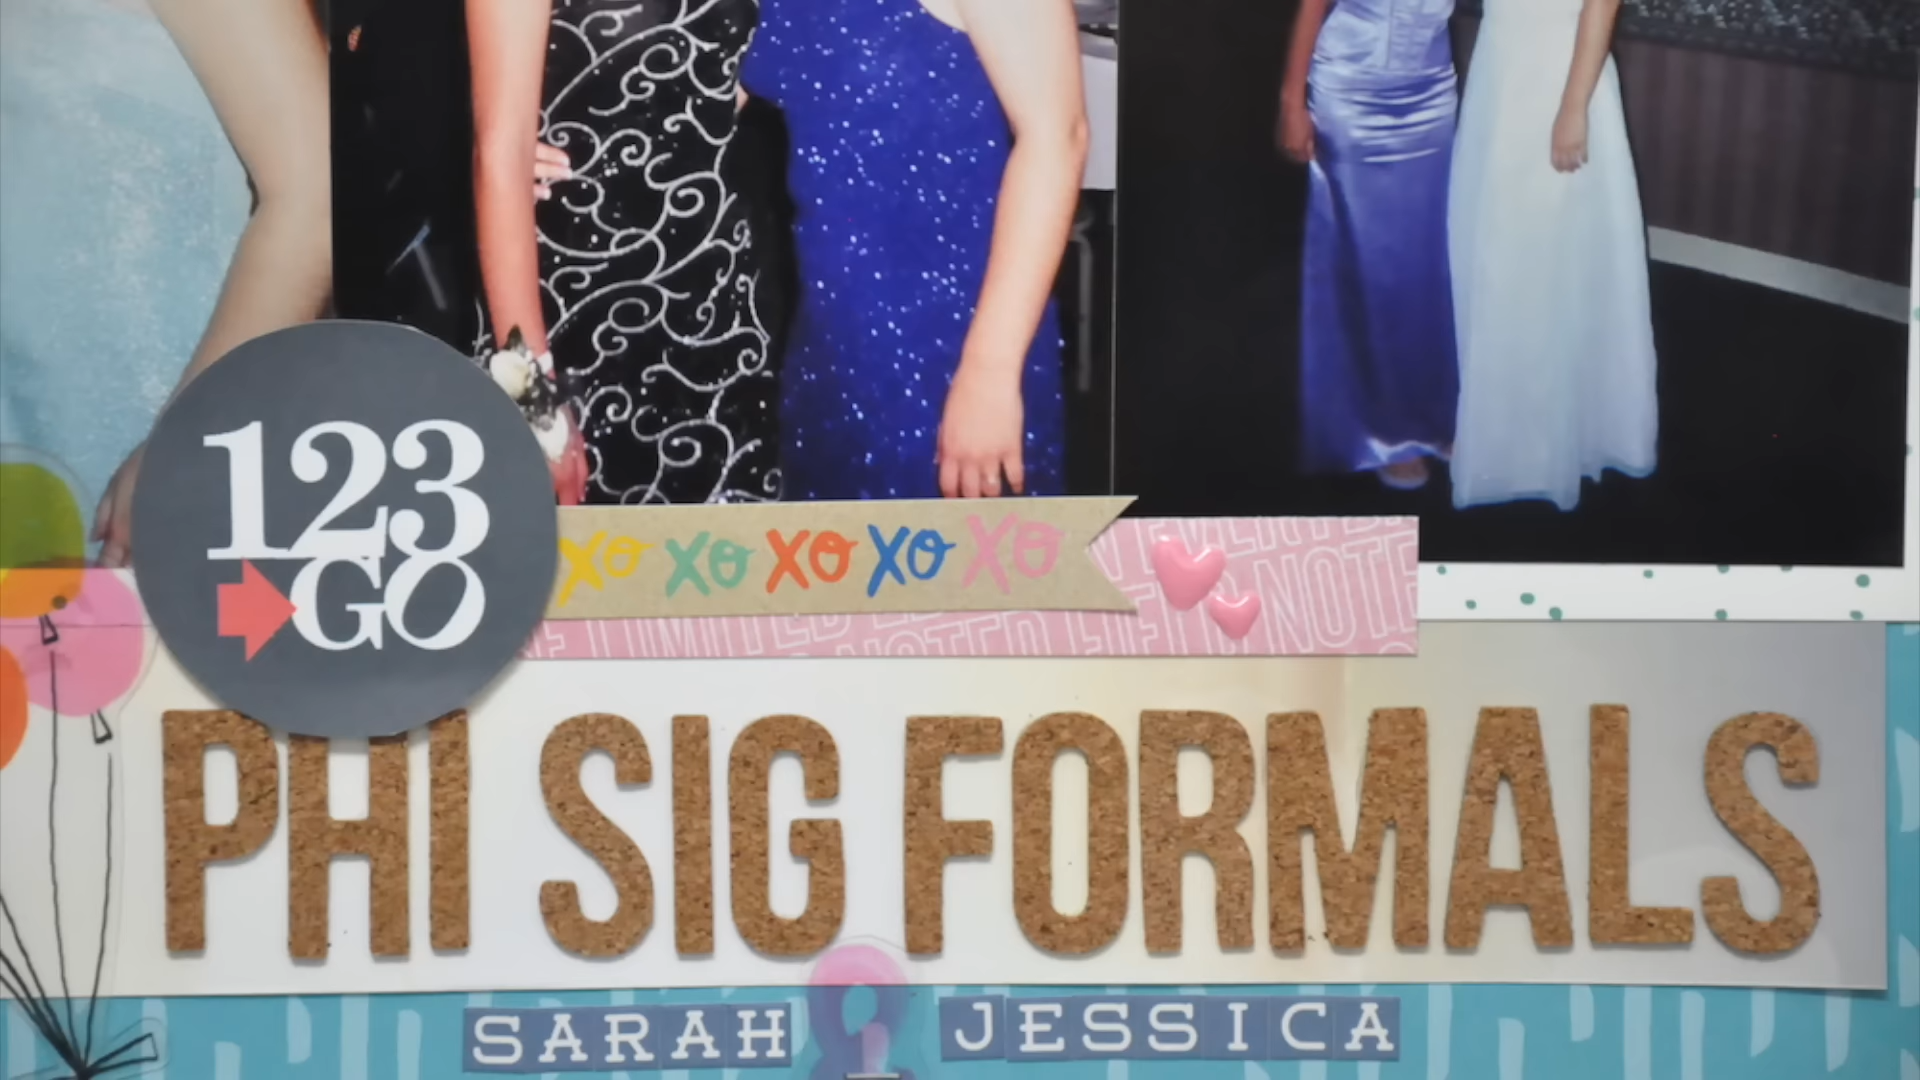 123
GO
XO XO XO XO XO
PHI SIG FORMALS
SARAH & JESSICA